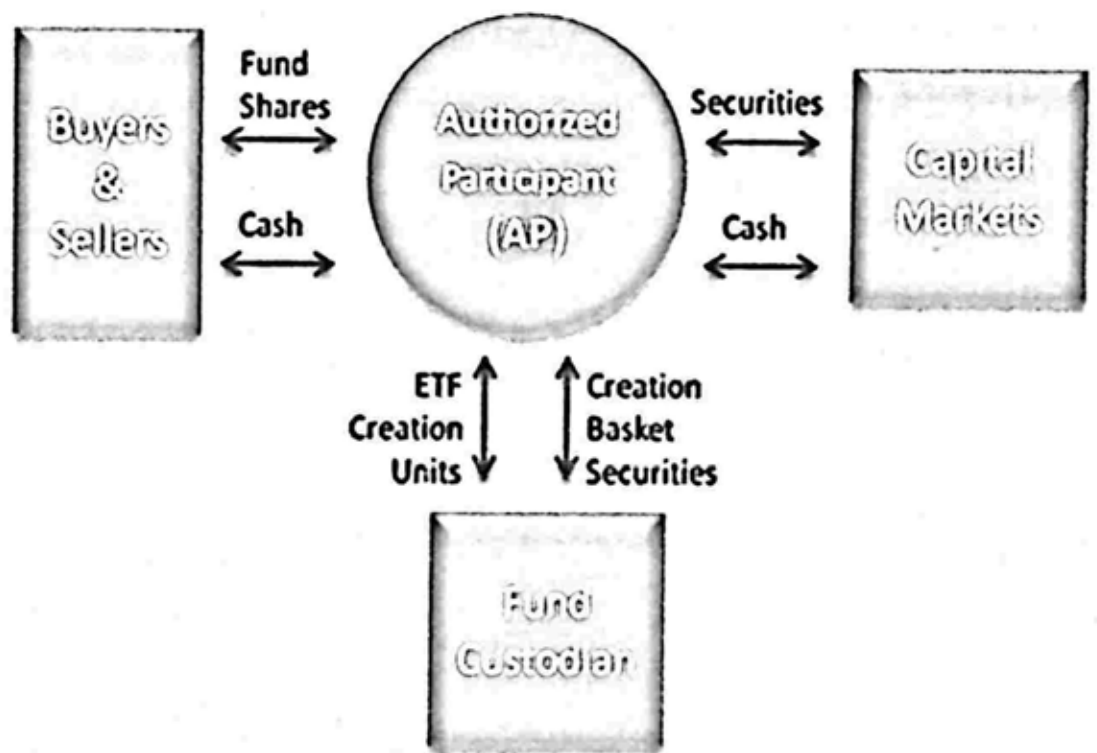 Buyers
&
Sellers
Fund
Shares
Cash
Authorized
Participant
(AP)
Securities
Cash
Capital
Markets
ETF
Creation
Units
Creation
Basket
Securities
Fund
Custodian